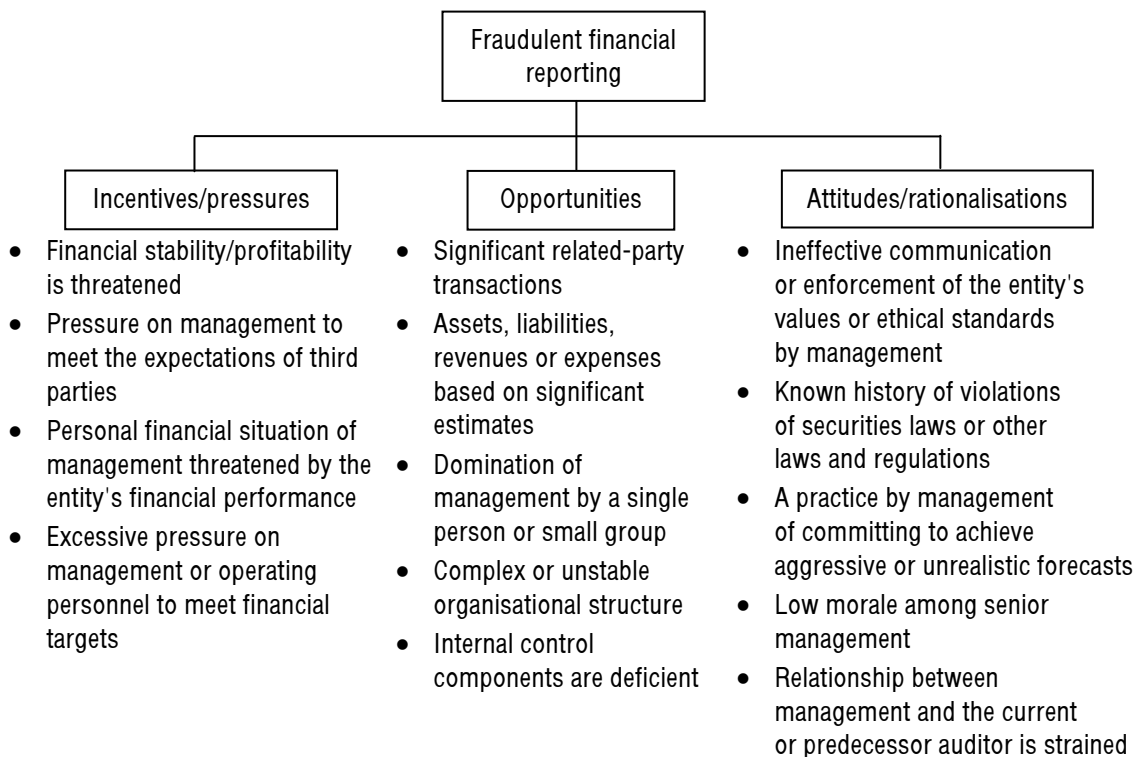 Fraudulent financial
reporting
Incentives/pressures
• Financial stability/profitability
is threatened
• Pressure on management to
meet the expectations of third
parties
• Personal financial situation of
management threatened by the
entity's financial performance
• Excessive pressure on
management or operating
personnel to meet financial
targets
Opportunities
• Significant related-party
transactions
• Assets, liabilities,
revenues or expenses
based on significant
estimates
• Domination of
management by a single
person or small group
• Complex or unstable
organisational structure
• Internal control
components are deficient
Attitudes/rationalisations
• Ineffective communication
or enforcement of the entity's
values or ethical standards
by management
• Known history of violations
of securities laws or other
laws and regulations
• A practice by management
of committing to achieve
aggressive or unrealistic forecasts
• Low morale among senior
management
• Relationship between
management and the current
or predecessor auditor is strained